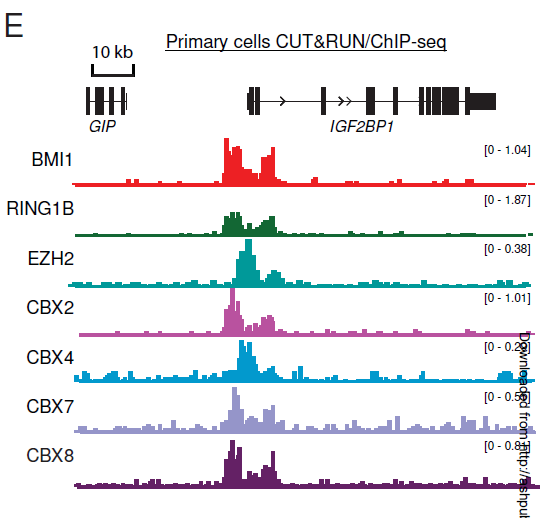 E
Primary cells CUT&RUN/ChIP-seq
10 kb
GIP
IGF2BP1
BMI1
[0 - 1.04]
RING1B
[0 - 1.87]
EZH2
[0 - 0.38]
CBX2
[0 - 1.01]
CBX4
CBX7
CBX8
Downloaded from http://ashpu